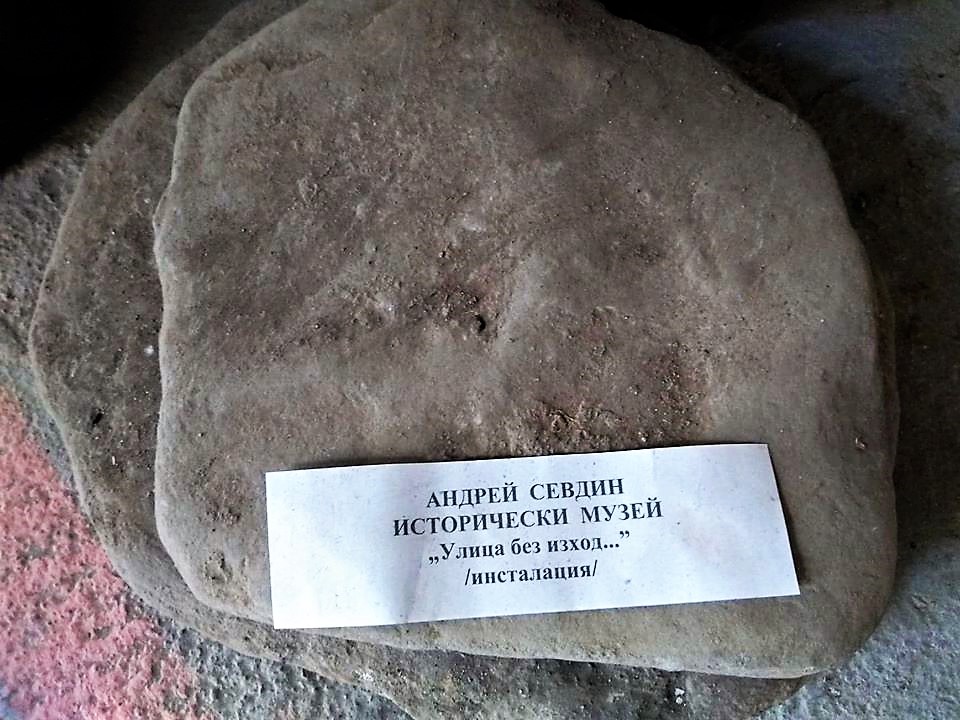 АНДРЕЙ СЕВДИН
ИСТОРИЧЕСКИ МУЗЕЙ
„Улица без изход...”
/инсталация/